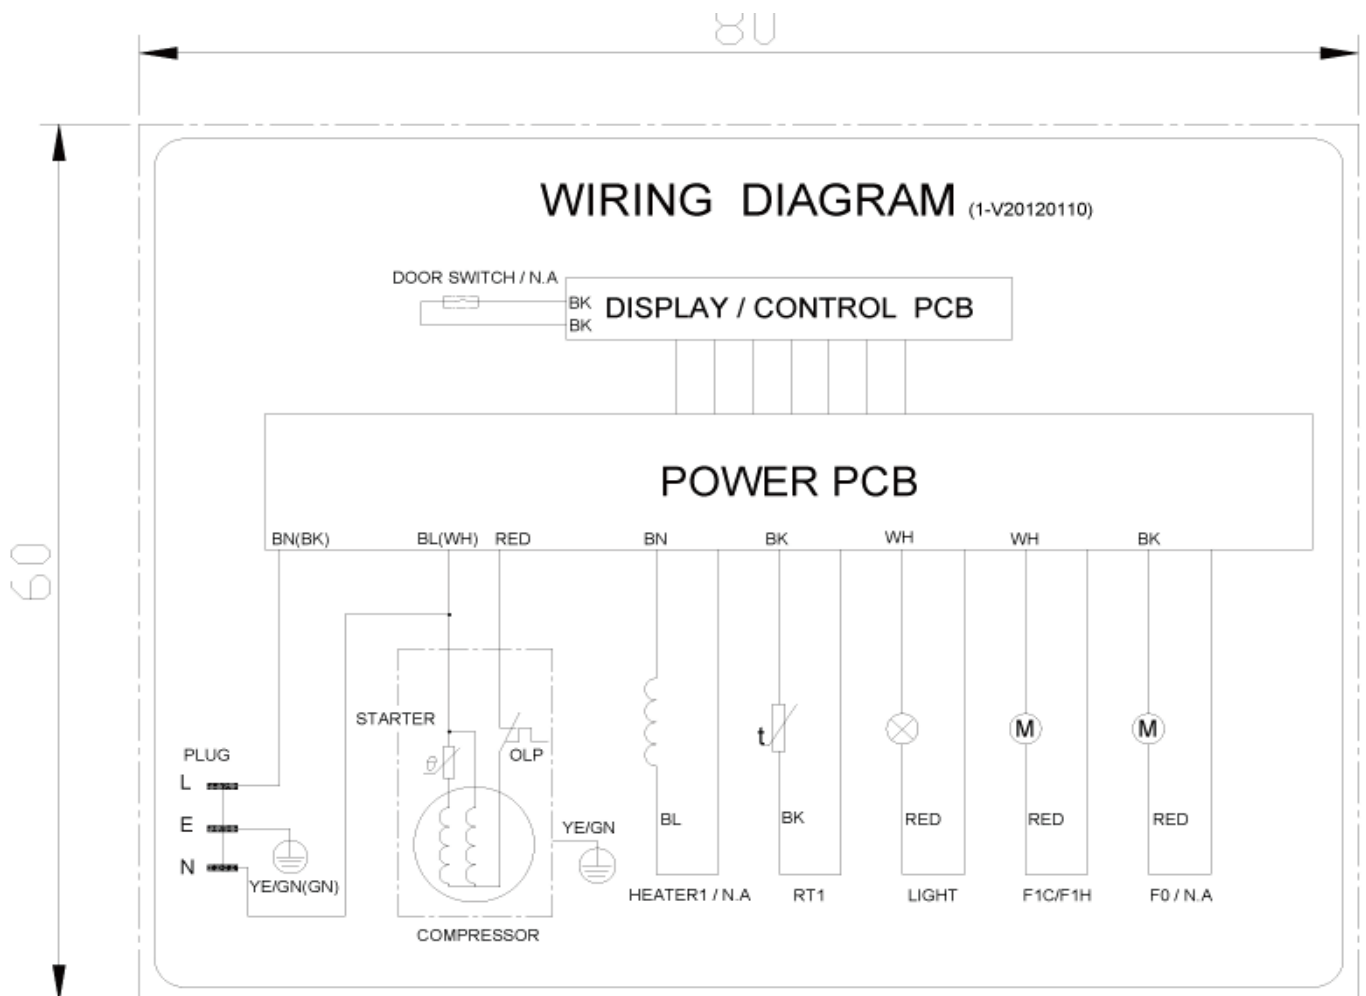 80
WIRING DIAGRAM (1-V20120110)
DOOR SWITCH / N.A
BK
BK
DISPLAY / CONTROL PCB
POWER PCB
BN(BK) BL(WH) RED BN BK WH WH BK
60
STARTER
θ
OLP
t
M
M
PLUG
L
E
N
YE/GN(GN)
YE/GN
BL BK RED RED RED
HEATER1 / N.A RT1 LIGHT F1C/F1H F0 / N.A
COMPRESSOR